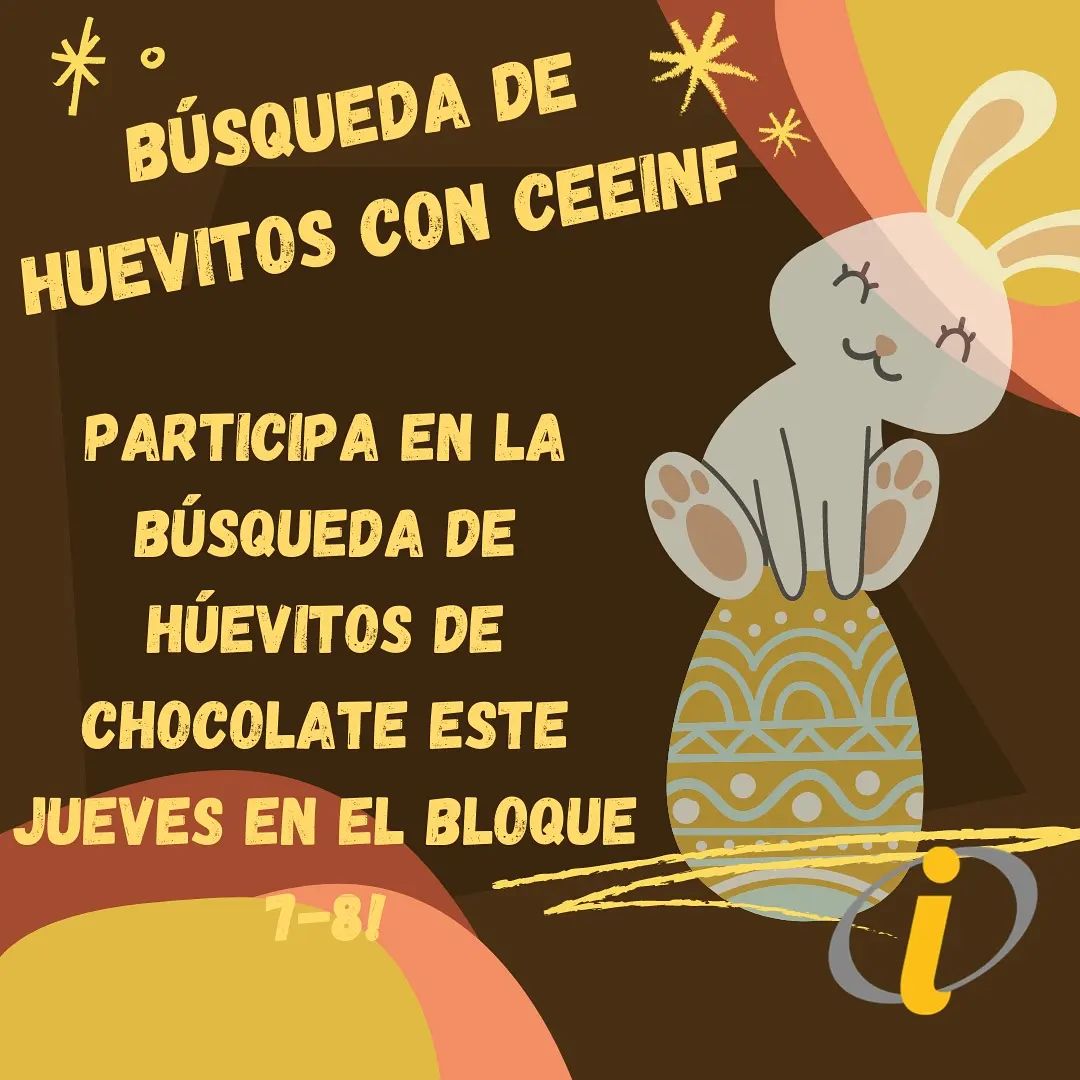 BÚSQUEDA DE
HUEVITOS CON CEEINF
PARTICIPA EN LA
BÚSQUEDA DE
HÚEVITOS DE
CHOCOLATE ESTE
JUEVES EN EL BLOQUE
7-8!
i